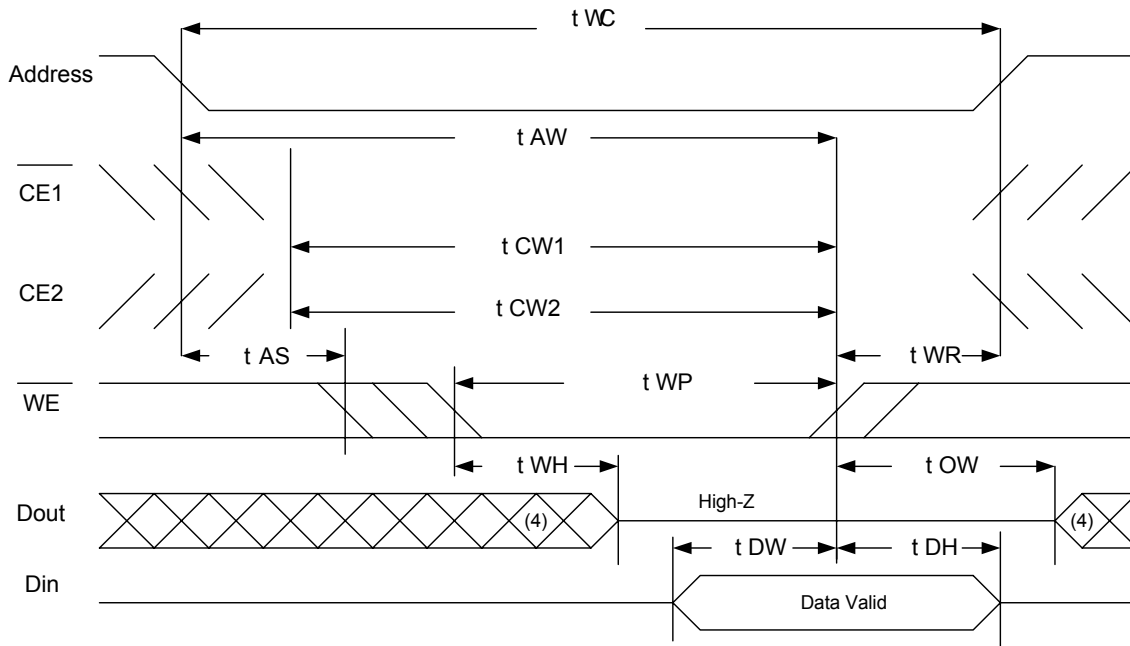 t WC
Address
t AW
CE1
t CW1
CE2
t CW2
t AS
t WR
WE
t WP
t WH
t OW
Dout
(4)
High-Z
(4)
t DW
t DH
Din
Data Valid